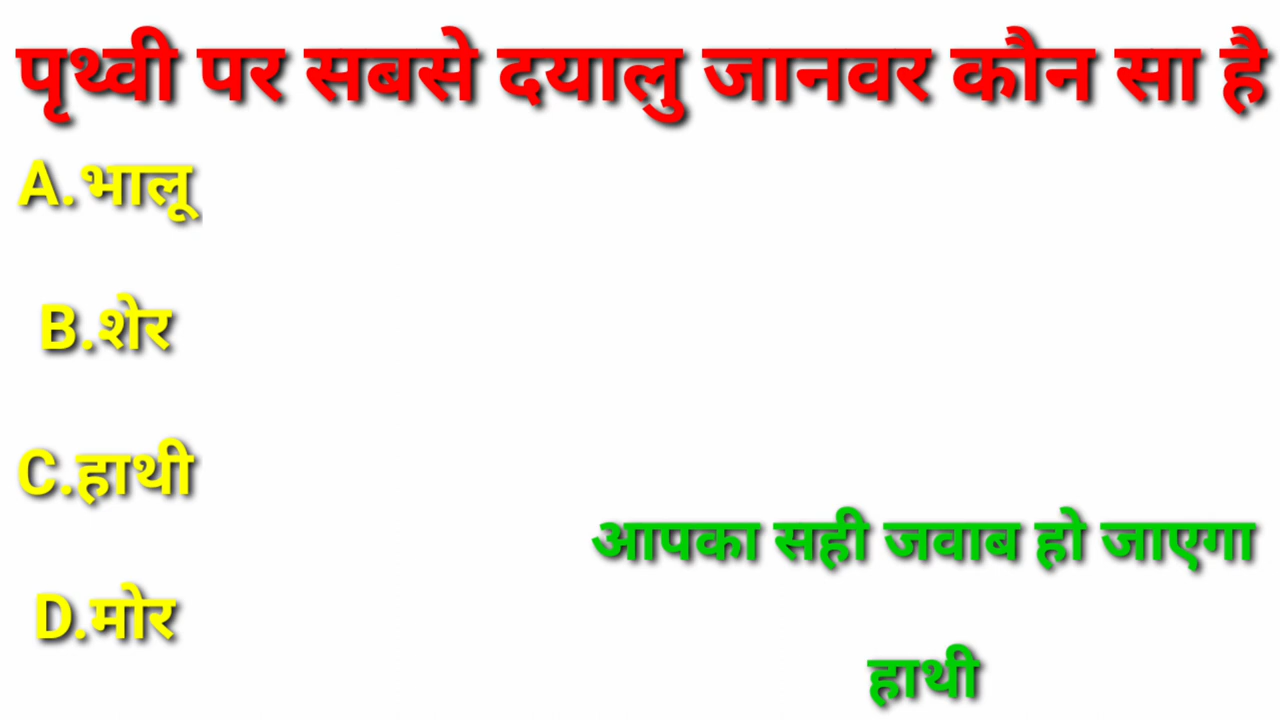 पृथ्वी पर सबसे दयालु जानवर कौन सा है
A.भालू
B.शेर
C.हाथी
आपका सही जवाब हो जाएगा
D.मोर
हाथी